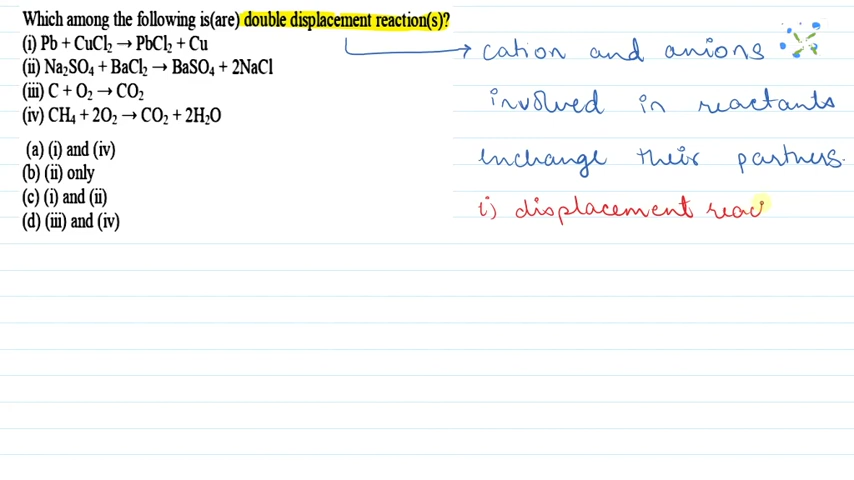 Which among the following is(are) double displacement reaction(s)?
(i) Pb + CuCl₂ → PbCl₂ + Cu
(ii) Na₂SO₄ + BaCl₂ → BaSO₄ + 2NaCl
(iii) C + O₂ → CO₂
(iv) CH₄ + 2O₂ → CO₂ + 2H₂O
(a) (i) and (iv)
(b) (ii) only
(c) (i) and (ii)
(d) (iii) and (iv)
cation and anions
involved in reactants
enchange their partners.
i) displacement reac